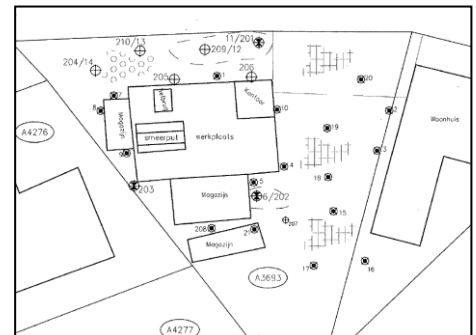 11/201
210/13
209/12
204/14
205
1
206
20
7
8
10
2
Kantoor
Magazijn
smeerput
werkplaats
19
Woonhuis
A4276
9
3
4
18
203
5
06/202
Magazijn
15
207
208
21
Magazijn
17
16
A3693
A4277